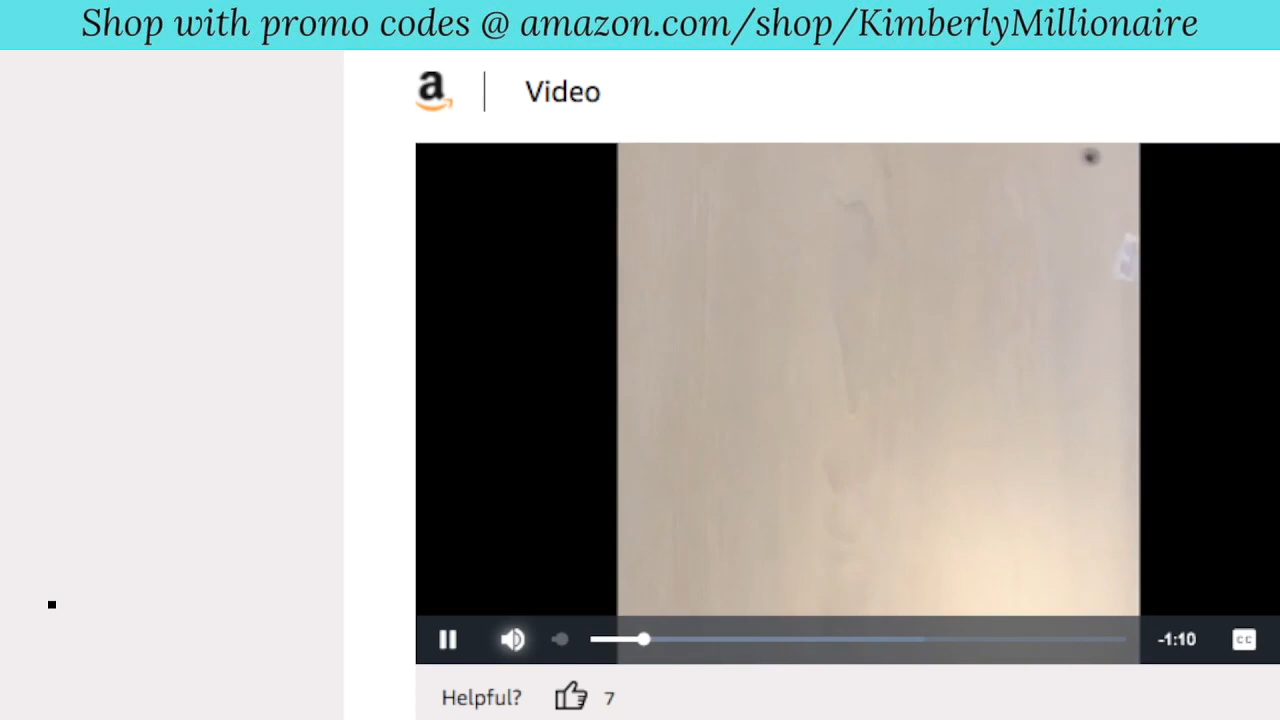 Shop with promo codes @ amazon.com/shop/KimberlyMillionaire
a
Video
-1:10
CC
Helpful?
7